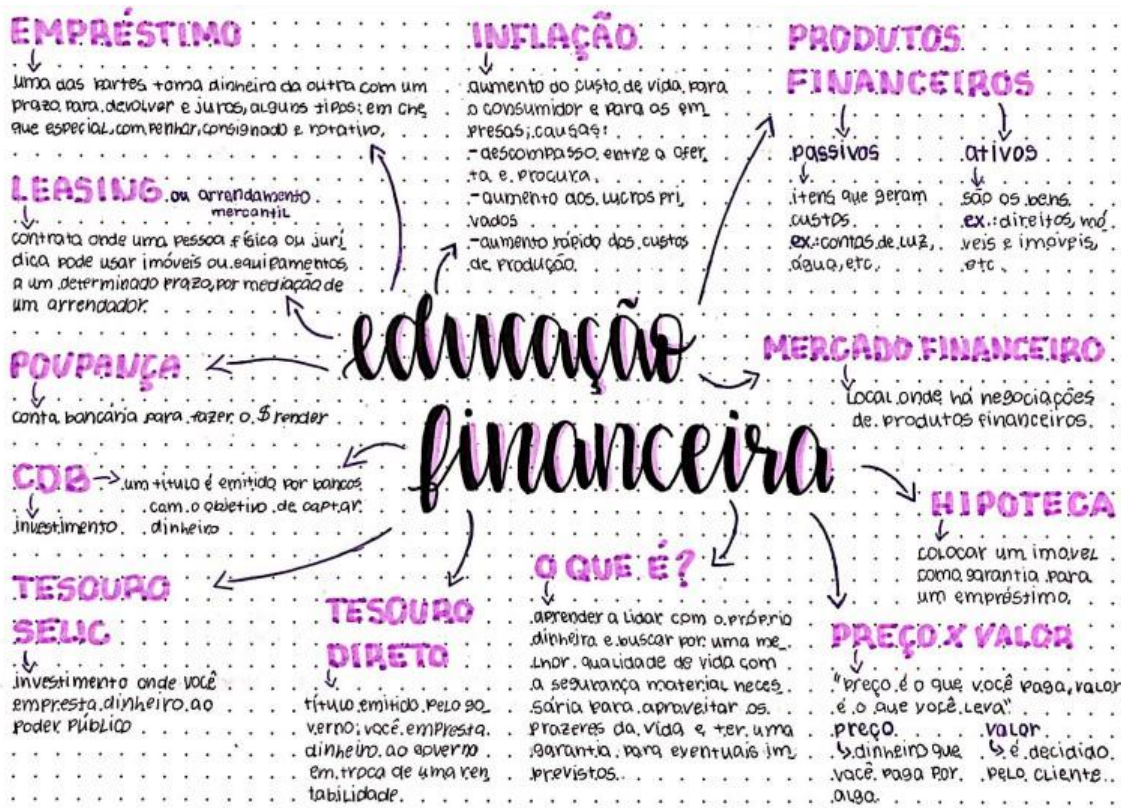 EMPRÉSTIMO
uma das partes toma dinheiro da outra com um
prazo para devolver e juros, alguns tipos: em che
que especial, com penhor, consignado e rotativo.
LEASING ou arrendamento
mercantil
contrato onde uma pessoa física ou jurí
dica pode usar imóveis ou equipamentos,
a um determinado prazo, por mediação de
um arrendador.
POUPANÇA
conta bancária para fazer o $ render
CDB → um título é emitido por bancos
com o objetivo de captar
investimento dinheiro
TESOURO
SELIC
investimento onde você
empresta dinheiro ao
poder público
INFLAÇÃO
aumento do custo de vida para
o consumidor e para as em
presas; causas:
-descompasso entre a ofer
ta e procura
-aumento dos lucros pri
vados
-aumento rápido dos custos
de produção.
educação
financeira
TESOURO
DIRETO
título emitido pelo go
verno; você empresta
dinheiro ao governo
em troca de uma ren
tabilidade.
O QUE É?
aprender a lidar com o próprio
dinheiro e buscar por uma me_
lhor qualidade de vida com
a segurança material neces
sária para aproveitar os
prazeres da vida e ter uma
garantia para eventuais im
previstos.
PRODUTOS
FINANCEIROS
passivos
itens que geram
custos.
ex.: contas de luz,
água, etc.
ativos
são os bens.
ex.: direitos, mó
veis e imóveis,
etc
MERCADO FINANCEIRO
Local onde há negociações
de produtos financeiros.
HIPOTECA
colocar um imóvel
como garantia para
um empréstimo.
PREÇO X VALOR
"preço é o que você paga, valor
é o que você leva"
preço
↳ dinheiro que
você paga por
algo.
valor
↳ é decidido
pelo cliente.